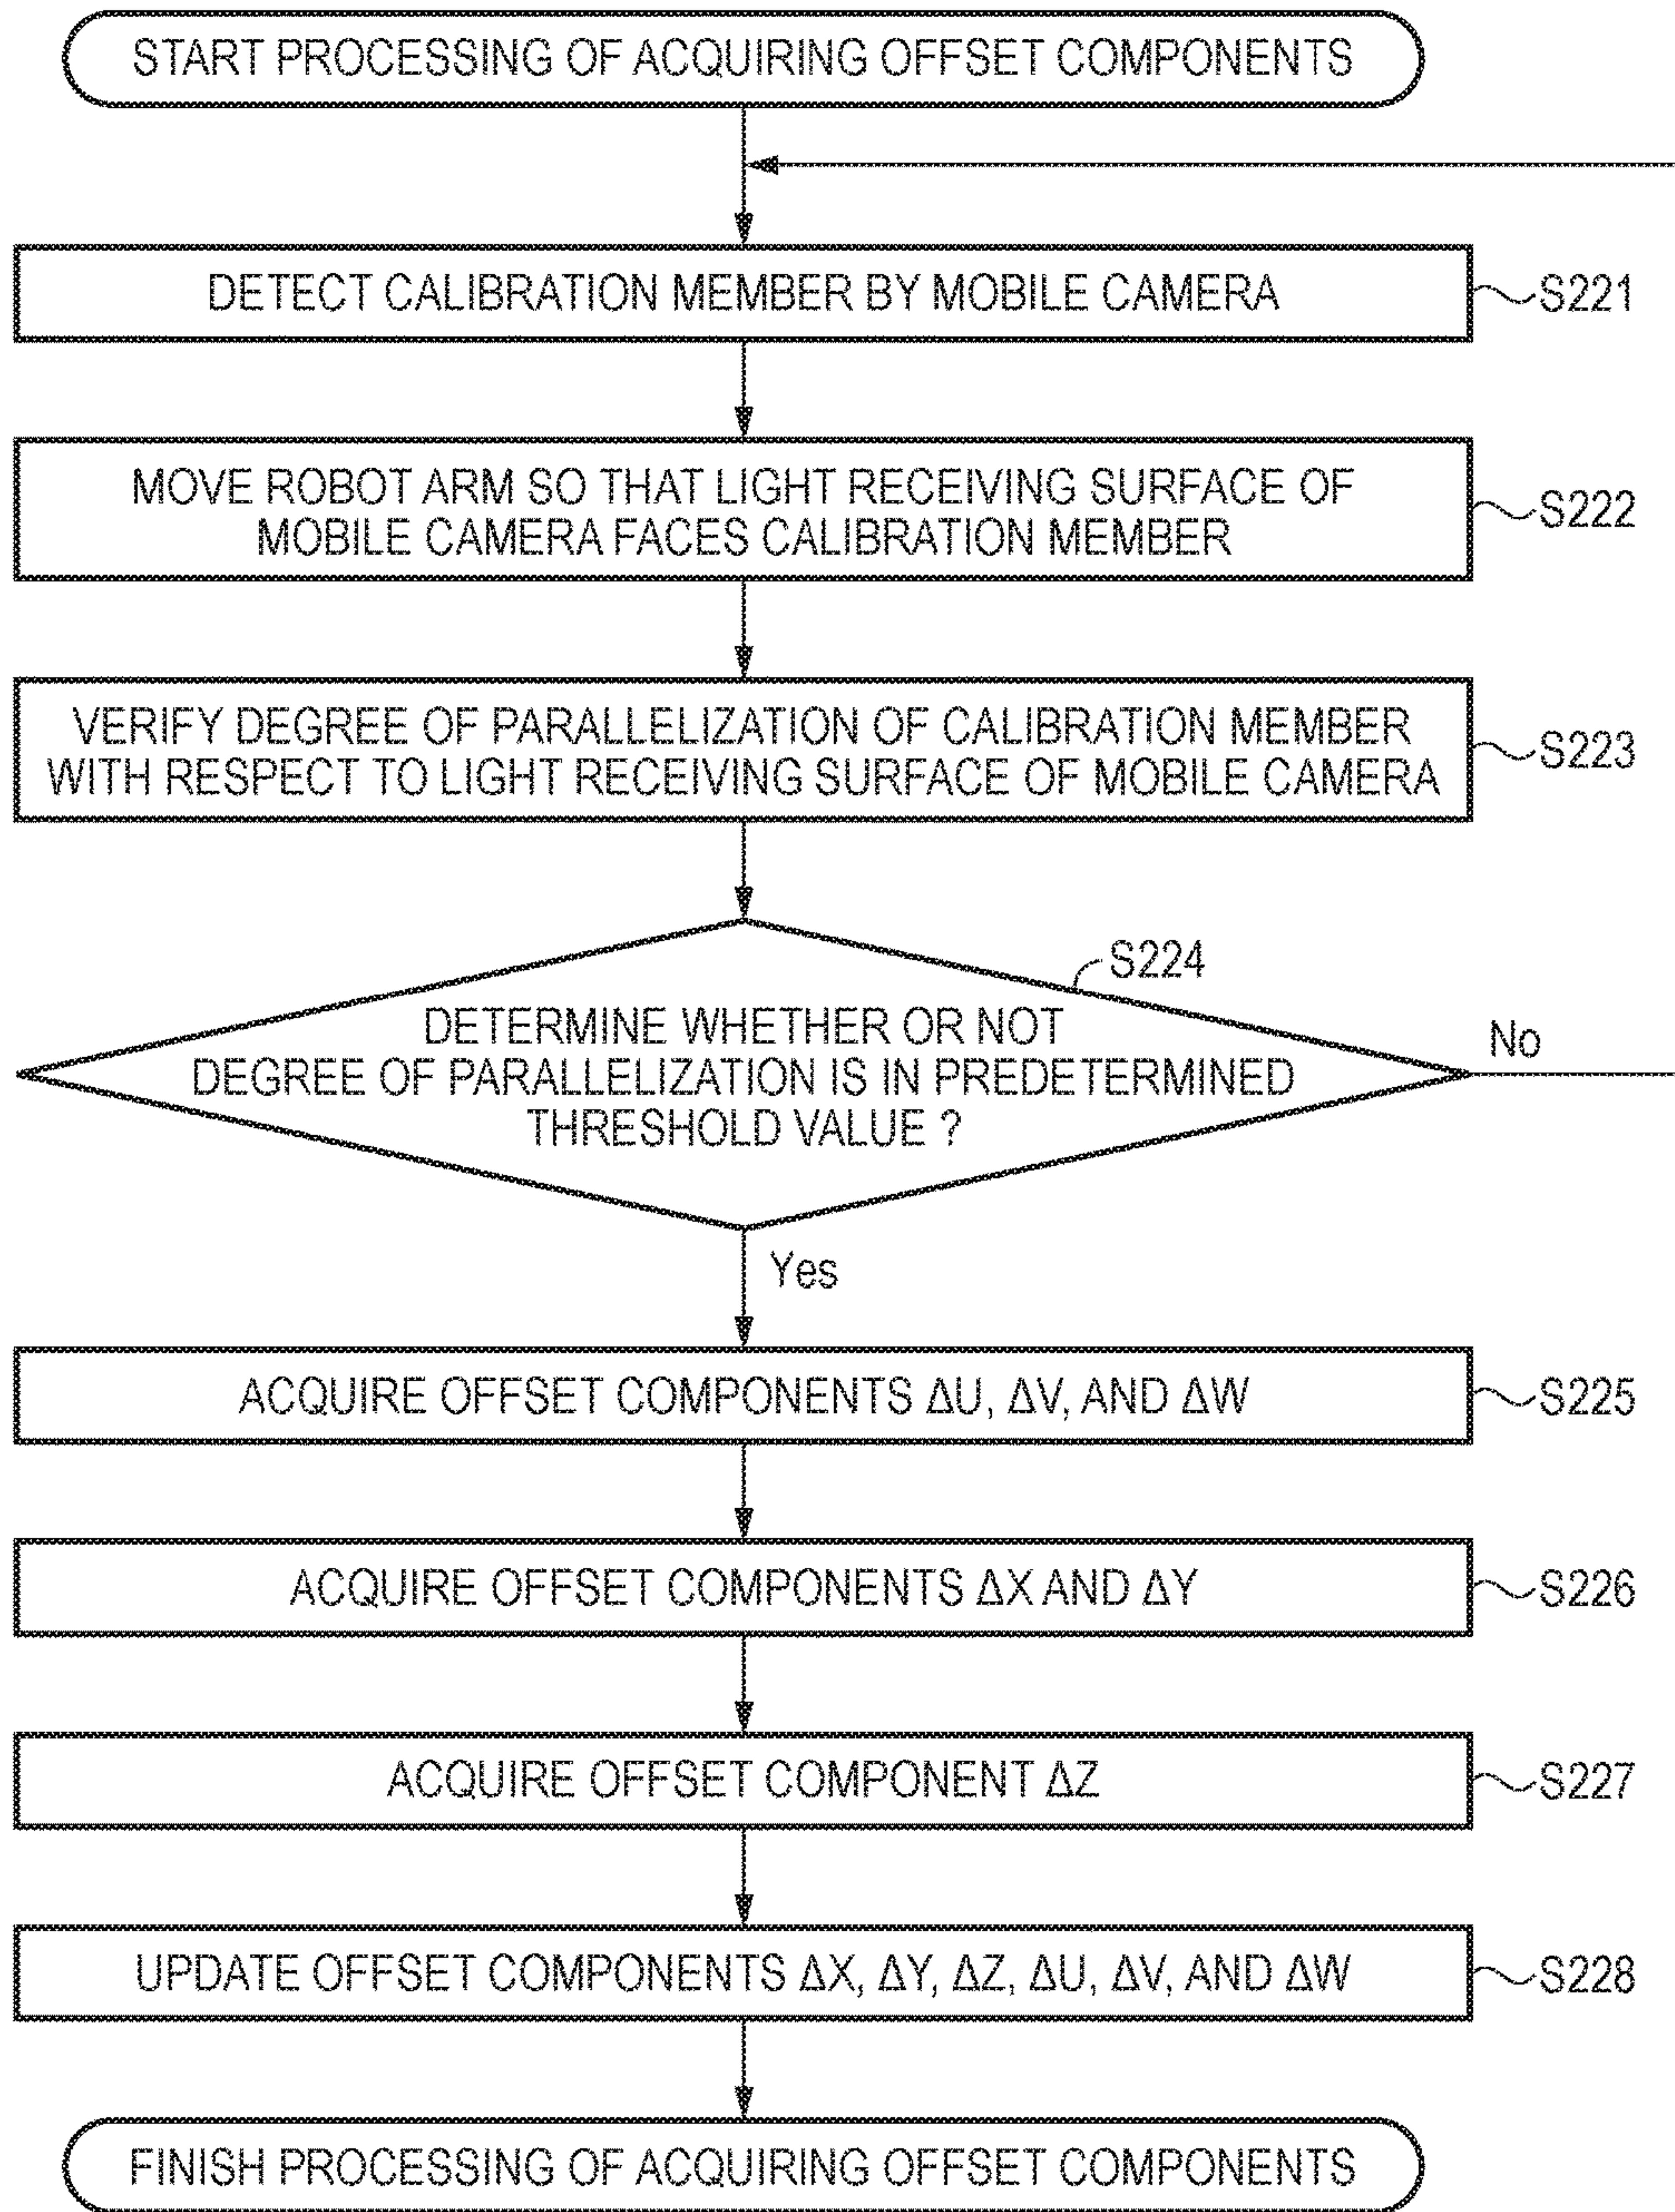 START PROCESSING OF ACQUIRING OFFSET COMPONENTS
DETECT CALIBRATION MEMBER BY MOBILE CAMERA
S221
MOVE ROBOT ARM SO THAT LIGHT RECEIVING SURFACE OF
MOBILE CAMERA FACES CALIBRATION MEMBER
S222
VERIFY DEGREE OF PARALLELIZATION OF CALIBRATION MEMBER
WITH RESPECT TO LIGHT RECEIVING SURFACE OF MOBILE CAMERA
S223
S224
DETERMINE WHETHER OR NOT
DEGREE OF PARALLELIZATION IS IN PREDETERMINED
THRESHOLD VALUE ?
No
Yes
ACQUIRE OFFSET COMPONENTS ΔU, ΔV, AND ΔW
S225
ACQUIRE OFFSET COMPONENTS ΔX AND ΔY
S226
ACQUIRE OFFSET COMPONENT ΔZ
S227
UPDATE OFFSET COMPONENTS ΔX, ΔY, ΔZ, ΔU, ΔV, AND ΔW
S228
FINISH PROCESSING OF ACQUIRING OFFSET COMPONENTS